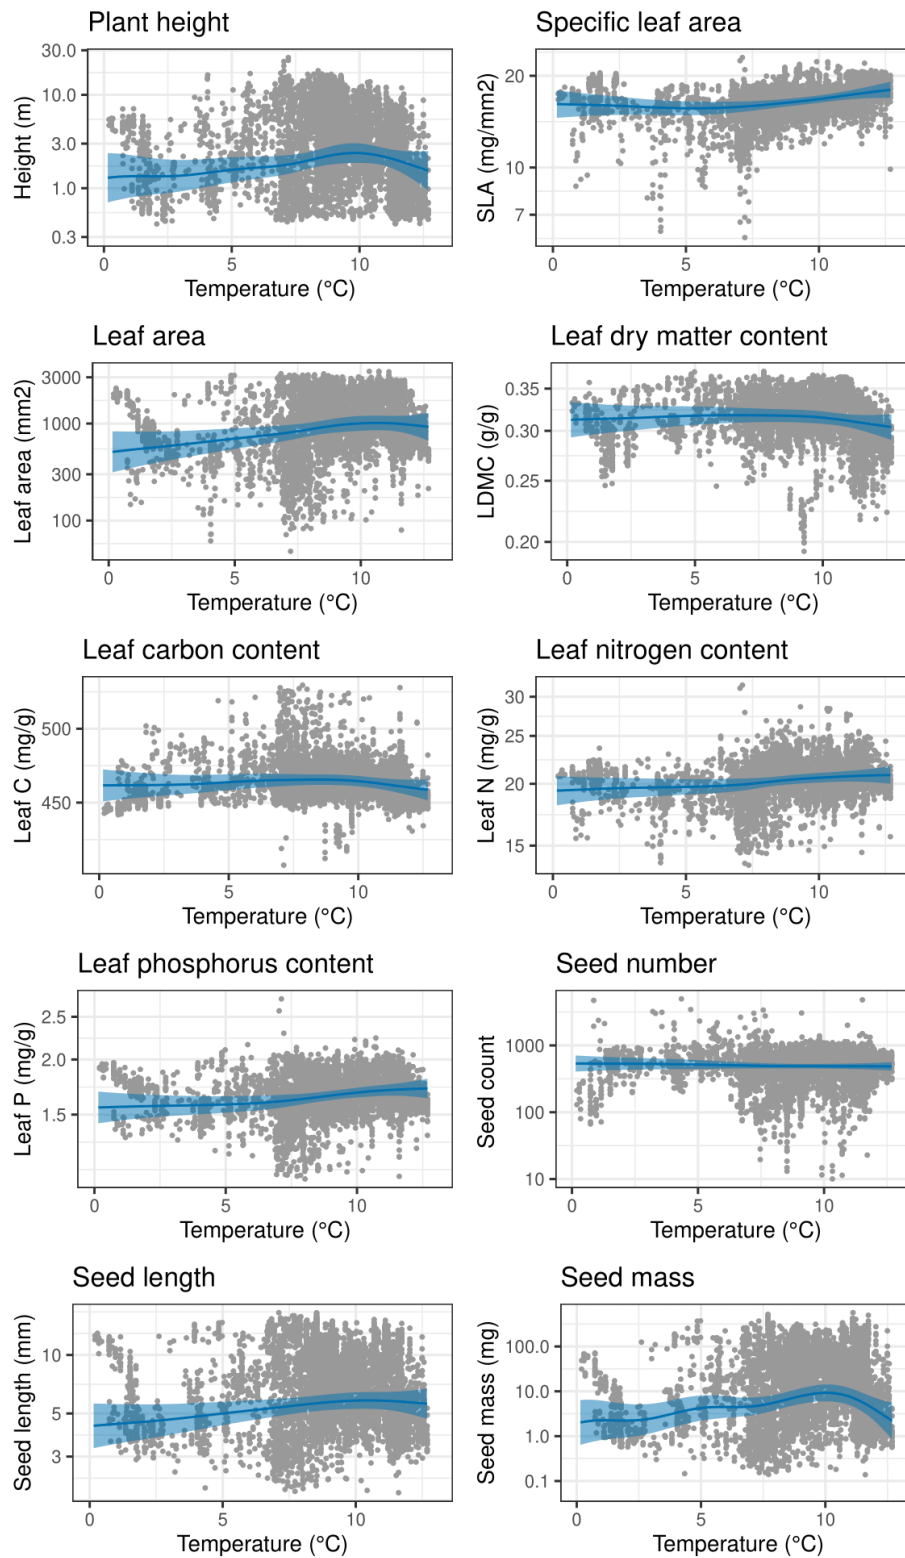 Plant height
Height (m)
30.0
10.0
3.0
1.0
0.3
0 5 10
Temperature (°C)
Specific leaf area
SLA (mg/mm2)
20
10
7
0 5 10
Temperature (°C)
Leaf area
Leaf area (mm2)
3000
1000
300
100
0 5 10
Temperature (°C)
Leaf dry matter content
LDMC (g/g)
0.35
0.30
0.25
0.20
0 5 10
Temperature (°C)
Leaf carbon content
Leaf C (mg/g)
500
450
0 5 10
Temperature (°C)
Leaf nitrogen content
Leaf N (mg/g)
30
25
20
15
0 5 10
Temperature (°C)
Leaf phosphorus content
Leaf P (mg/g)
2.5
2.0
1.5
0 5 10
Temperature (°C)
Seed number
Seed count
1000
100
10
0 5 10
Temperature (°C)
Seed length
Seed length (mm)
10
5
3
0 5 10
Temperature (°C)
Seed mass
Seed mass (mg)
100.0
10.0
1.0
0.1
0 5 10
Temperature (°C)